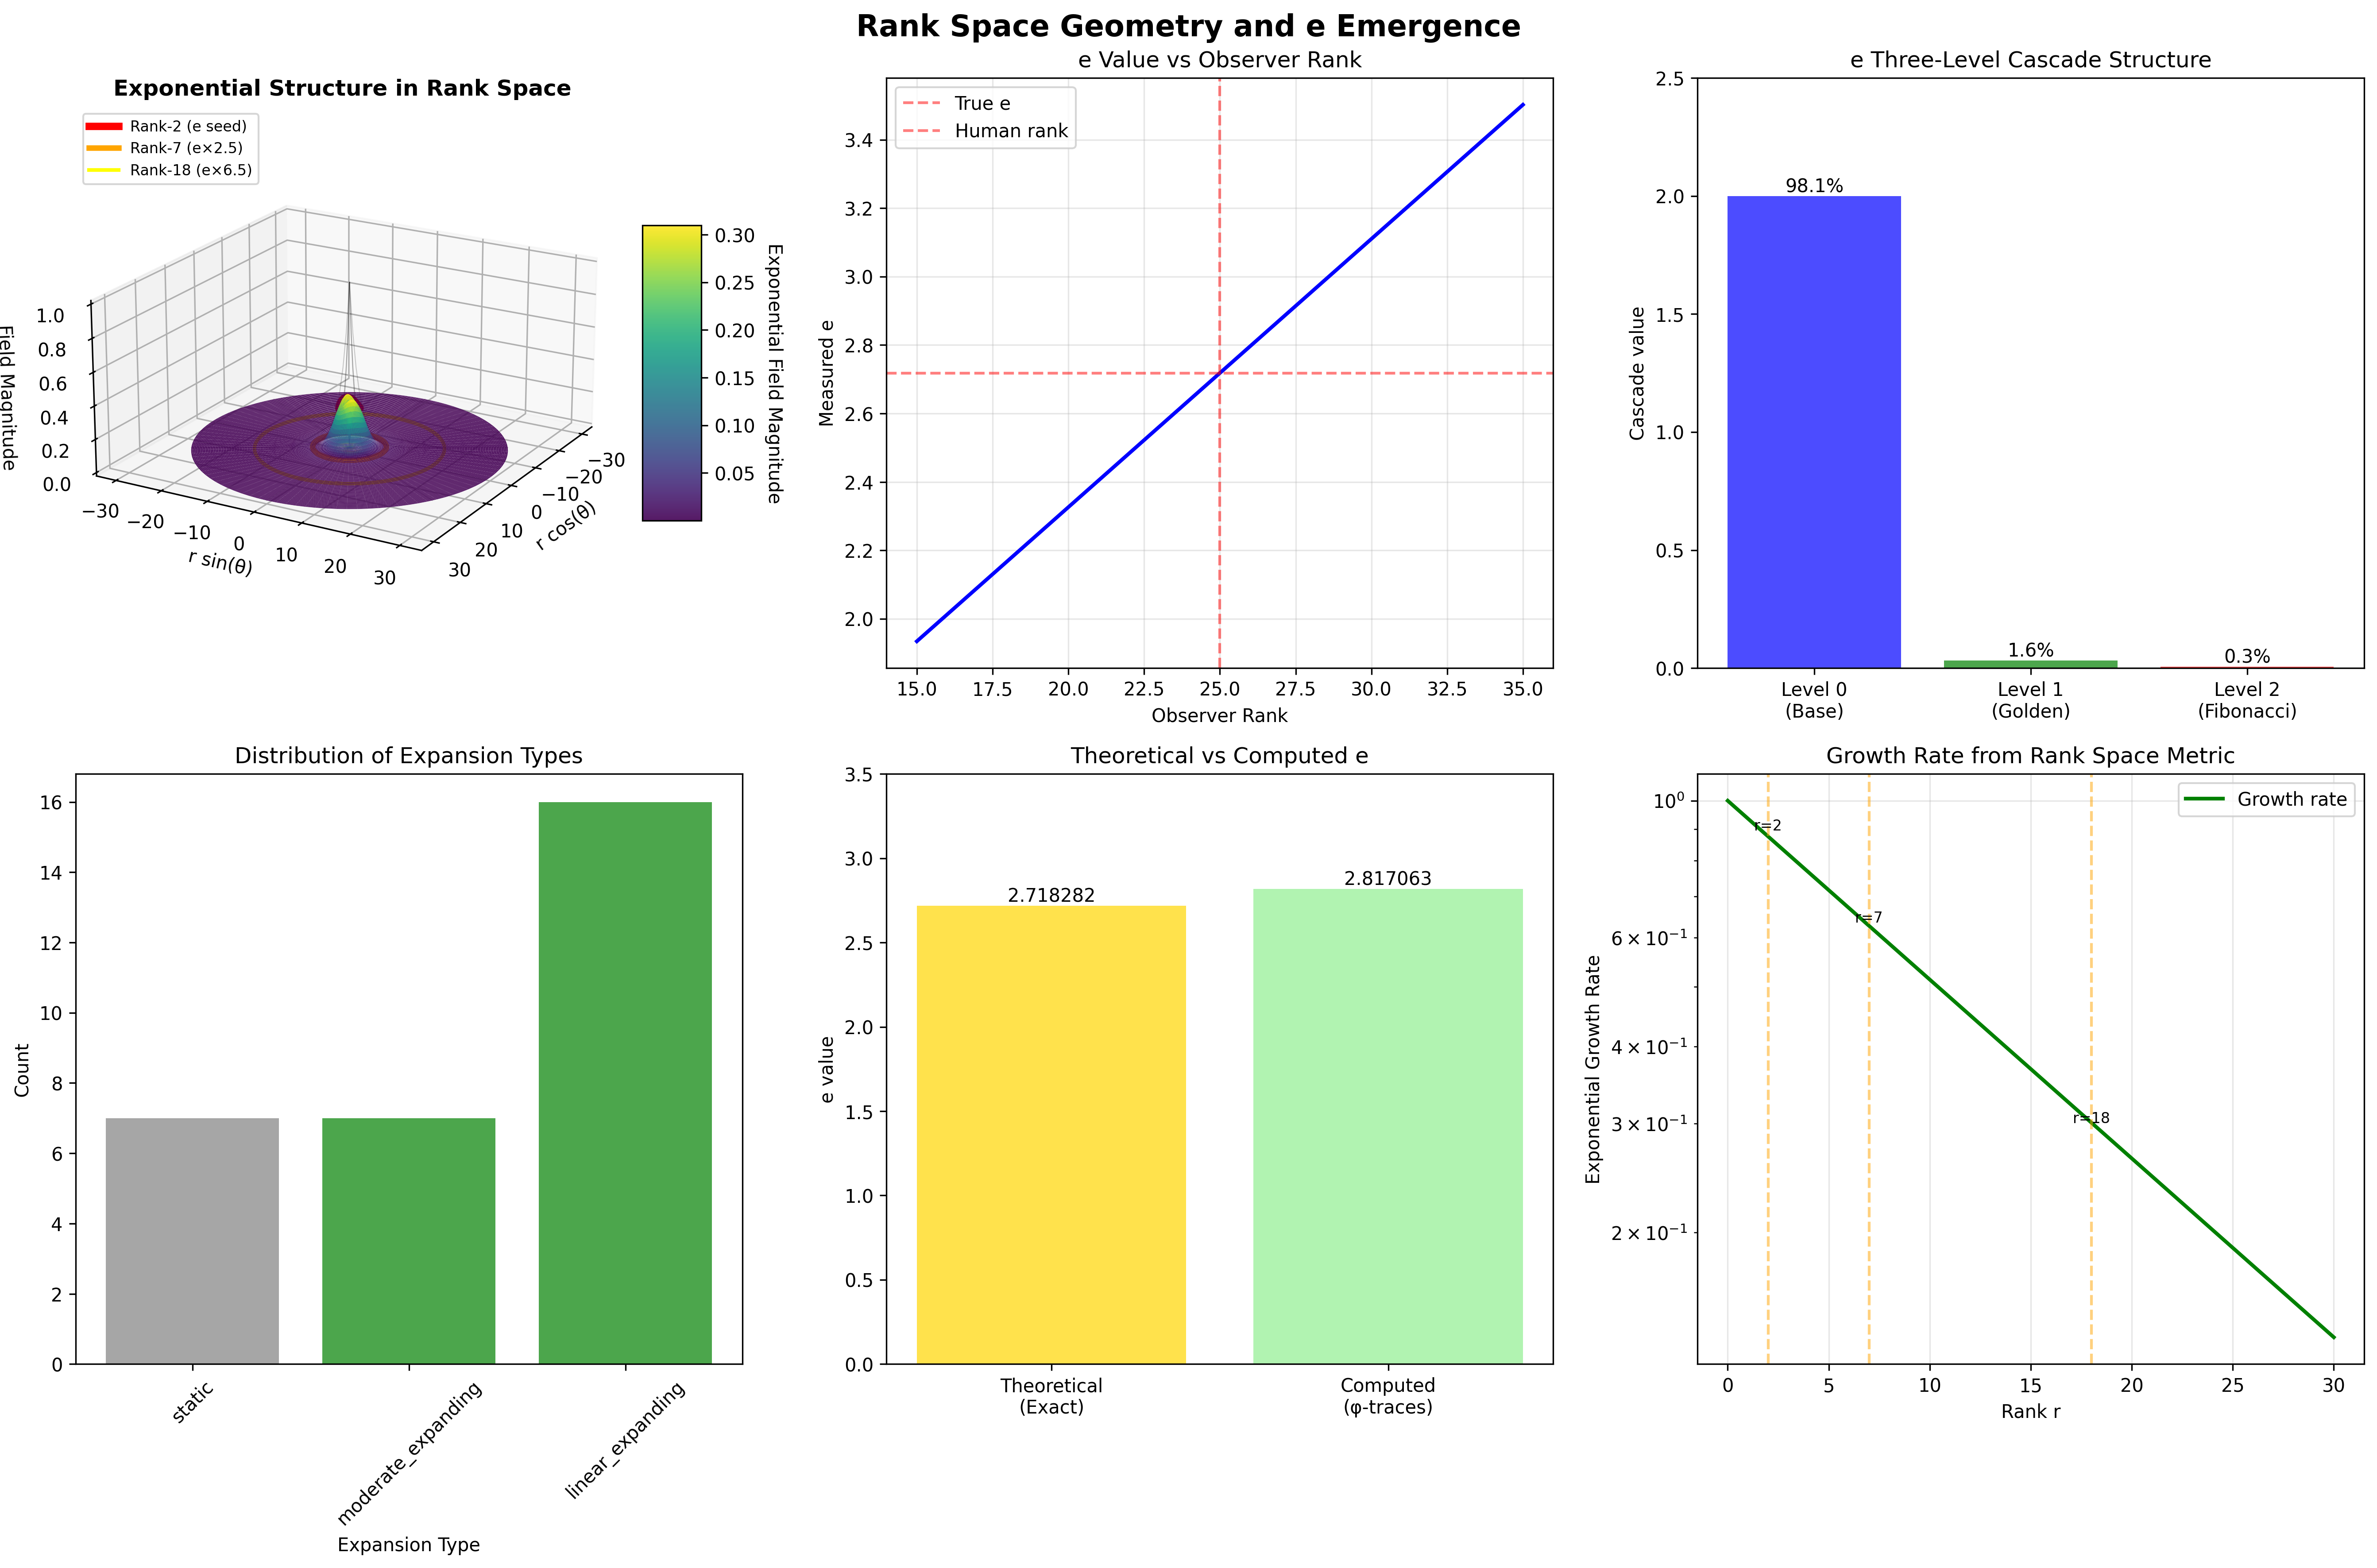 Rank Space Geometry and e Emergence
Exponential Structure in Rank Space
Rank-2 (e seed)
Rank-7 (e×2.5)
Rank-18 (e×6.5)
1.0
0.8
0.6
0.4
0.2
0.0
Field Magnitude
−30
−20
−10
0
10
20
30
r sin(θ)
30
20
10
0
−10
−20
−30
r cos(θ)
0.30
0.25
0.20
0.15
0.10
0.05
Exponential Field Magnitude
e Value vs Observer Rank
True e
Human rank
3.4
3.2
3.0
2.8
2.6
2.4
2.2
2.0
Measured e
15.0 17.5 20.0 22.5 25.0 27.5 30.0 32.5 35.0
Observer Rank
e Three-Level Cascade Structure
2.5
2.0
1.5
1.0
0.5
0.0
Cascade value
98.1%
1.6%
0.3%
Level 0
(Base)
Level 1
(Golden)
Level 2
(Fibonacci)
Distribution of Expansion Types
16
14
12
10
8
6
4
2
0
Count
static
moderate_expanding
linear_expanding
Expansion Type
Theoretical vs Computed e
3.5
3.0
2.5
2.0
1.5
1.0
0.5
0.0
e value
2.718282
2.817063
Theoretical
(Exact)
Computed
(φ-traces)
Growth Rate from Rank Space Metric
Growth rate
10⁰
6 × 10⁻¹
4 × 10⁻¹
3 × 10⁻¹
2 × 10⁻¹
Exponential Growth Rate
r=2
r=7
r=18
0 5 10 15 20 25 30
Rank r